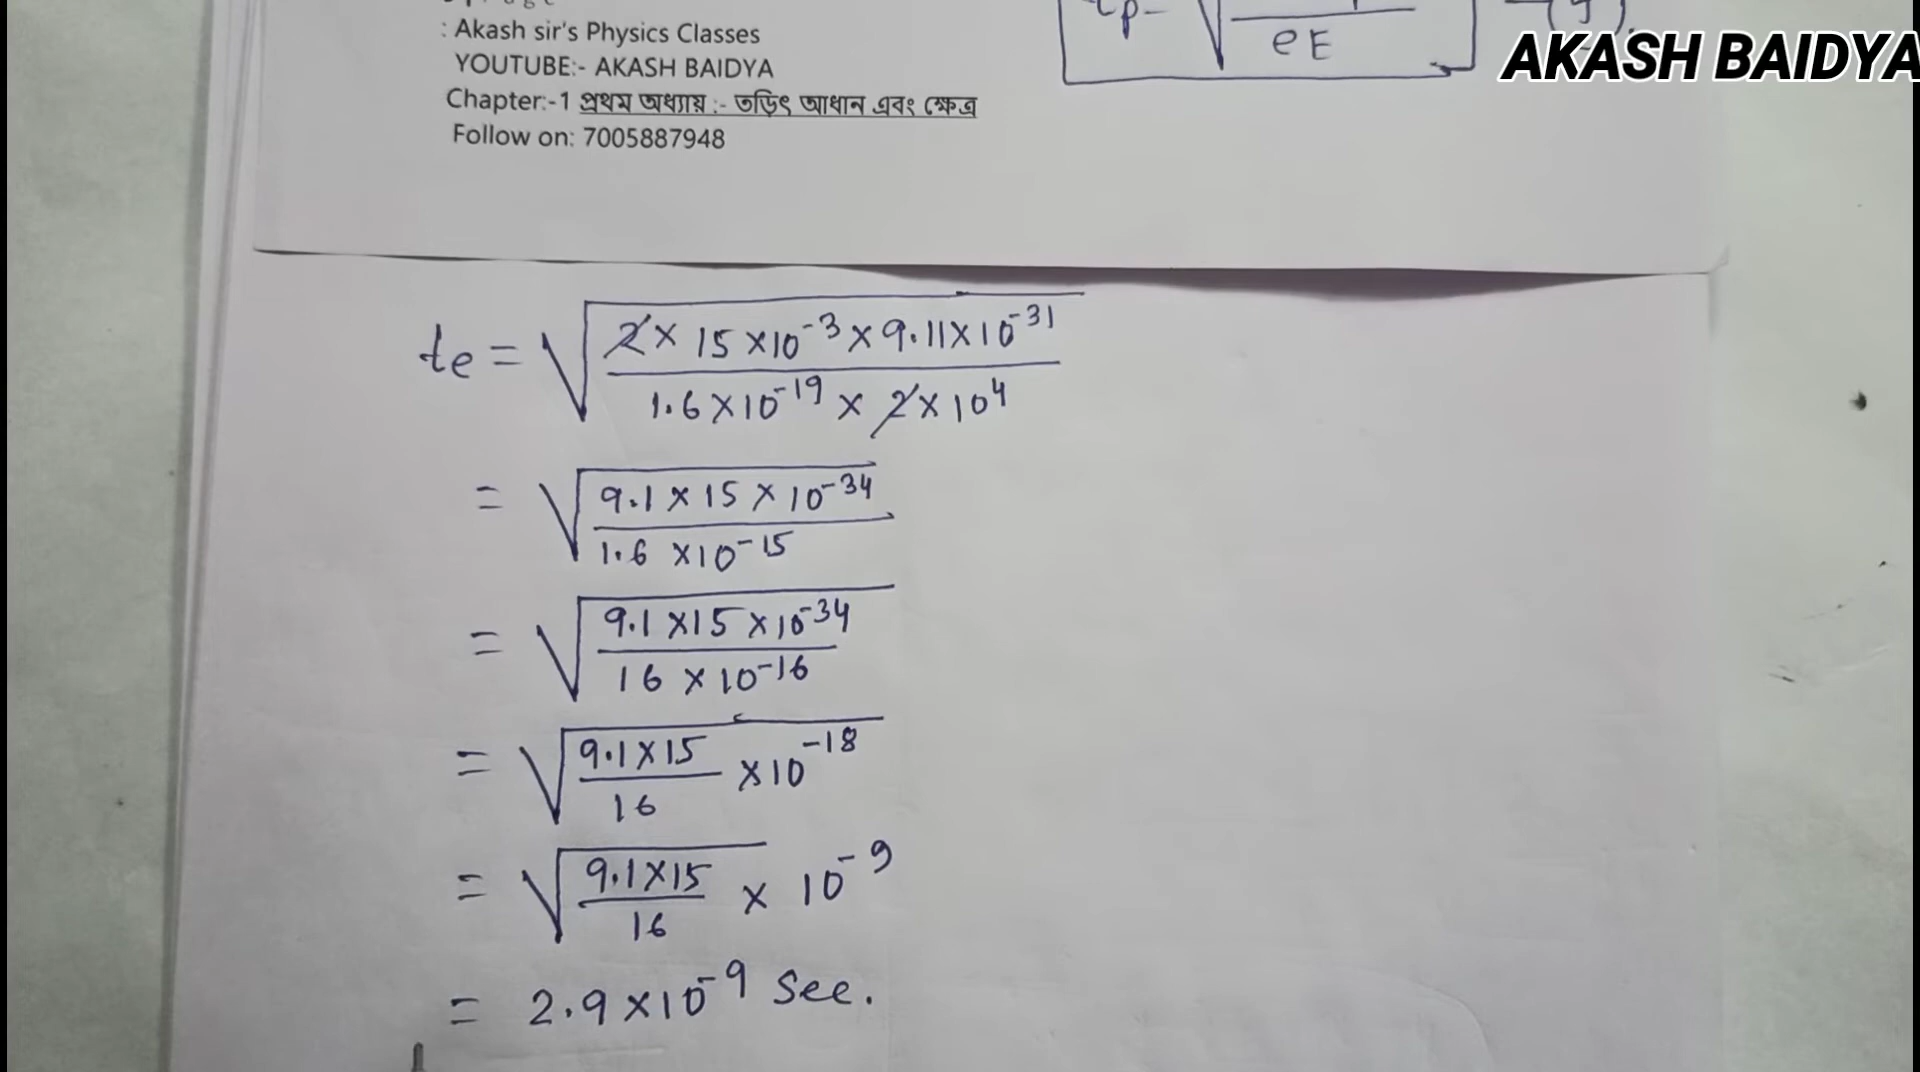 : Akash sir's Physics Classes
YOUTUBE:- AKASH BAIDYA
Chapter:-1 প্রথম অধ্যায় :- তড়িৎ আধান এবং ক্ষেত্র
Follow on: 7005887948
eE
AKASH BAIDYA
te = √(2 × 15 × 10⁻³ × 9.11 × 10⁻³¹ / 1.6 × 10⁻¹⁹ × 2 × 10⁴)
= √(9.1 × 15 × 10⁻³⁴ / 1.6 × 10⁻¹⁵)
= √(9.1 × 15 × 10⁻³⁴ / 16 × 10⁻¹⁶)
= √(9.1 × 15 / 16 × 10⁻¹⁸)
= √(9.1 × 15 / 16) × 10⁻⁹
= 2.9 × 10⁻⁹ Sec.